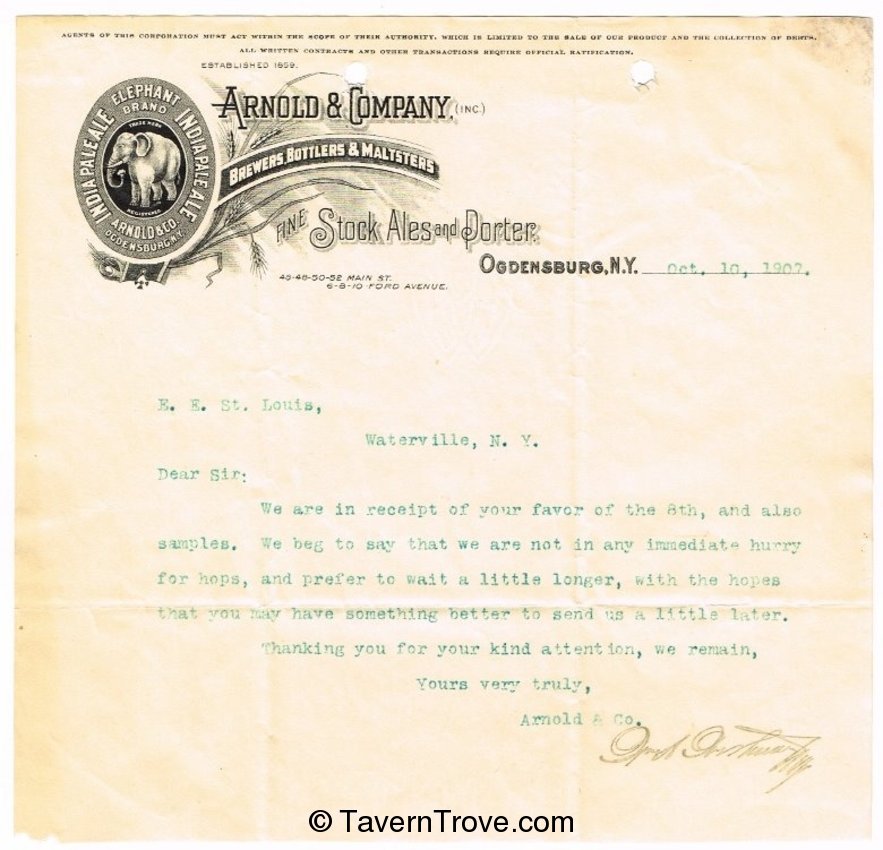 AGENTS OF THIS CORPORATION MUST ACT WITHIN THE SCOPE OF THEIR AUTHORITY, WHICH IS LIMITED TO THE SALE OF OUR PRODUCT AND THE COLLECTION OF DEBTS.
ALL WRITTEN CONTRACTS AND OTHER TRANSACTIONS REQUIRE OFFICIAL RATIFICATION.
ESTABLISHED 1859.
ARNOLD & COMPANY, (INC.)
BREWERS, BOTTLERS & MALTSTERS
FINE Stock Ales and Porter.
ELEPHANT
BRAND
INDIA PALE ALE
INDIA PALE ALE
TRADE MARK
REGISTERED
ARNOLD & CO.
OGDENSBURG N.Y.
46-48-50-52 MAIN ST.
6-8-10 FORD AVENUE.
OGDENSBURG, N.Y. Oct. 10, 1907.
E. E. St. Louis,
Waterville, N. Y.
Dear Sir:
We are in receipt of your favor of the 8th, and also
samples. We beg to say that we are not in any immediate hurry
for hops, and prefer to wait a little longer, with the hopes
that you may have something better to send us a little later.
Thanking you for your kind attention, we remain,
Yours very truly,
Arnold & Co.
© TavernTrove.com